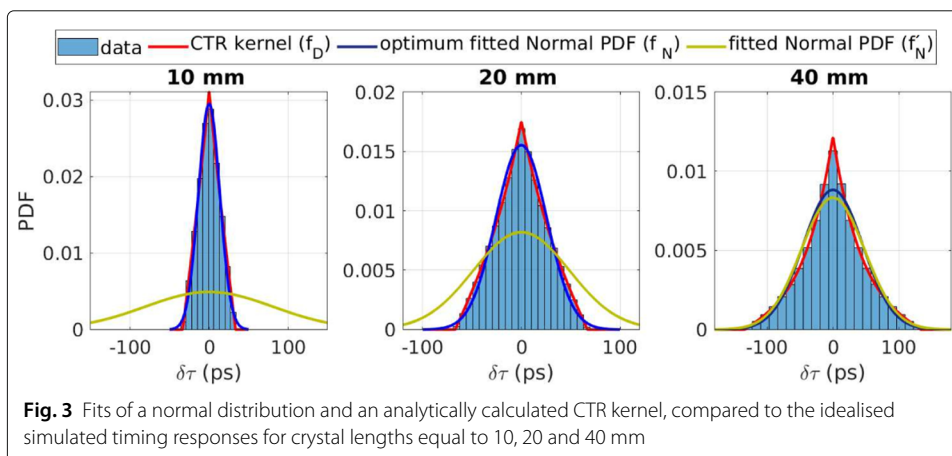 data CTR kernel (f_D) optimum fitted Normal PDF (f_N) fitted Normal PDF (f′_N)
10 mm 20 mm 40 mm
PDF
0.03
0.02
0.01
0
-100 0 100
δτ (ps)
0.02
0.015
0.01
0.005
0
-100 0 100
δτ (ps)
0.015
0.01
0.005
0
-100 0 100
δτ (ps)
Fig. 3 Fits of a normal distribution and an analytically calculated CTR kernel, compared to the idealised
simulated timing responses for crystal lengths equal to 10, 20 and 40 mm